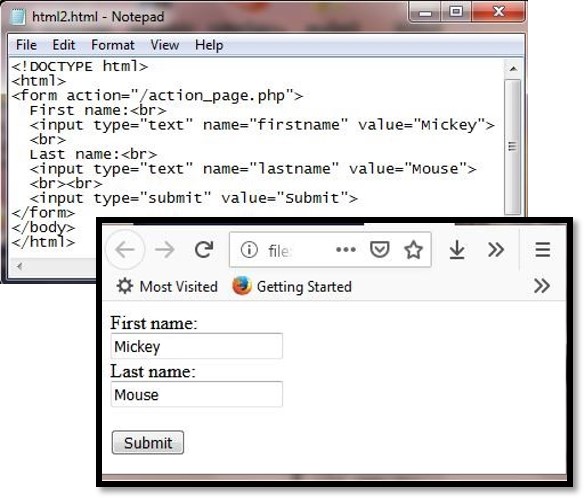 html2.html - Notepad
File Edit Format View Help
<!DOCTYPE html>
<html>
<form action="/action_page.php">
First name:<br>
<input type="text" name="firstname" value="Mickey">
<br>
Last name:<br>
<input type="text" name="lastname" value="Mouse">
<br><br>
<input type="submit" value="Submit">
</form>
</body>
</html>
file:
Most Visited Getting Started
First name:
Mickey
Last name:
Mouse
Submit